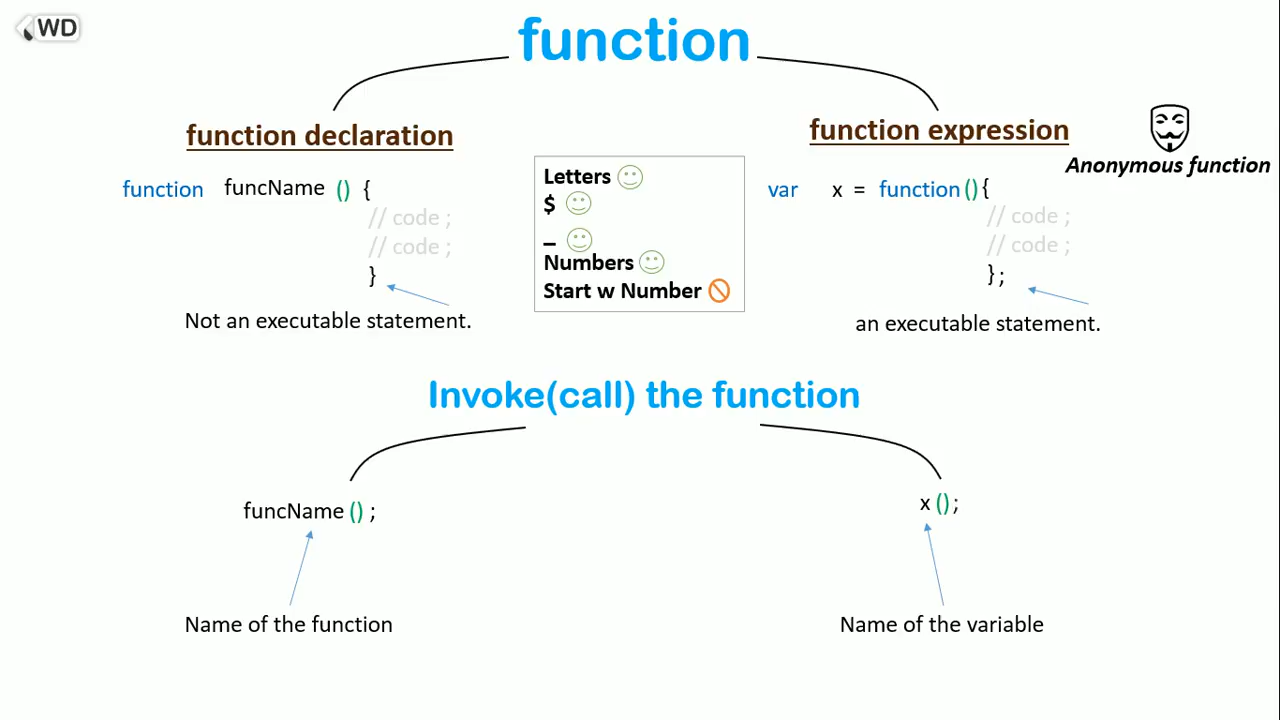 WD
function
function declaration
function funcName () {
// code ;
// code ;
}
Not an executable statement.
Letters
$
_
Numbers
Start w Number
function expression
Anonymous function
var x = function(){
// code ;
// code ;
};
an executable statement.
Invoke(call) the function
funcName();
Name of the function
x();
Name of the variable